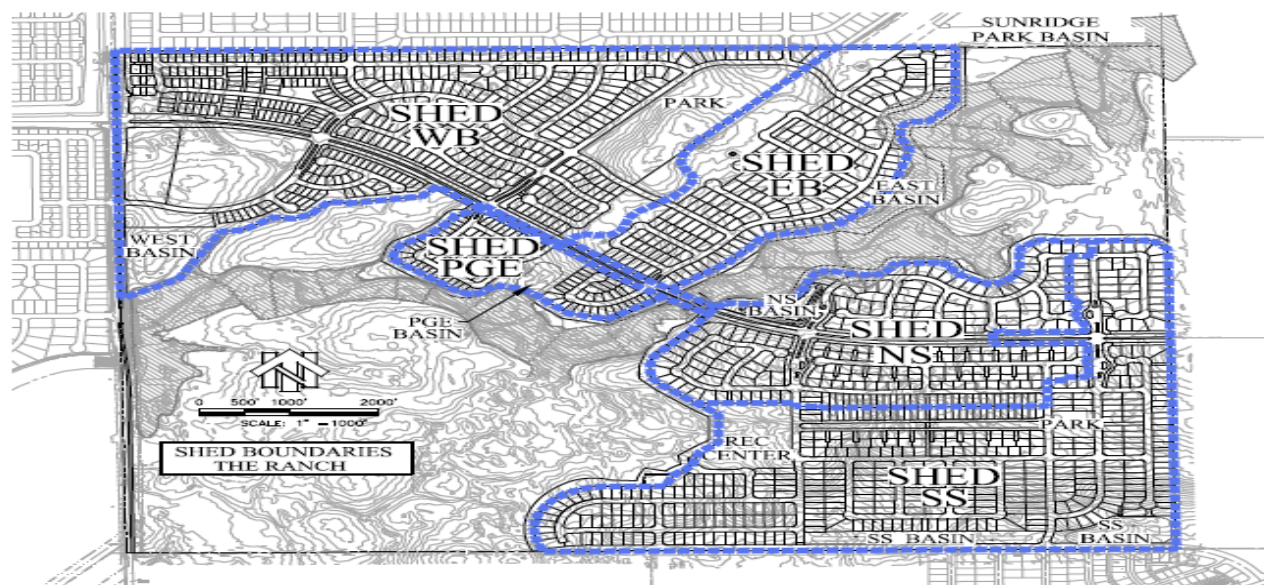 SUNRIDGE
PARK BASIN
PARK
SHED
WB
SHED
EB
EAST
BASIN
WEST
BASIN
SHED
PGE
NS
BASIN
PGE
BASIN
SHED
NS
0 500' 1000' 2000'
SCALE: 1" = 1000'
SHED BOUNDARIES
THE RANCH
PARK
REC
CENTER
SHED
SS
SS BASIN
SS
BASIN